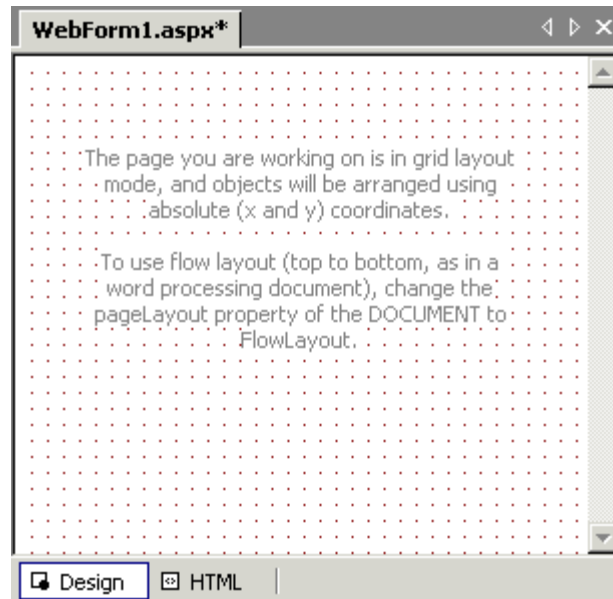 WebForm1.aspx*
The page you are working on is in grid layout
mode, and objects will be arranged using
absolute (x and y) coordinates.
To use flow layout (top to bottom, as in a
word processing document), change the
pageLayout property of the DOCUMENT to
FlowLayout.
Design HTML